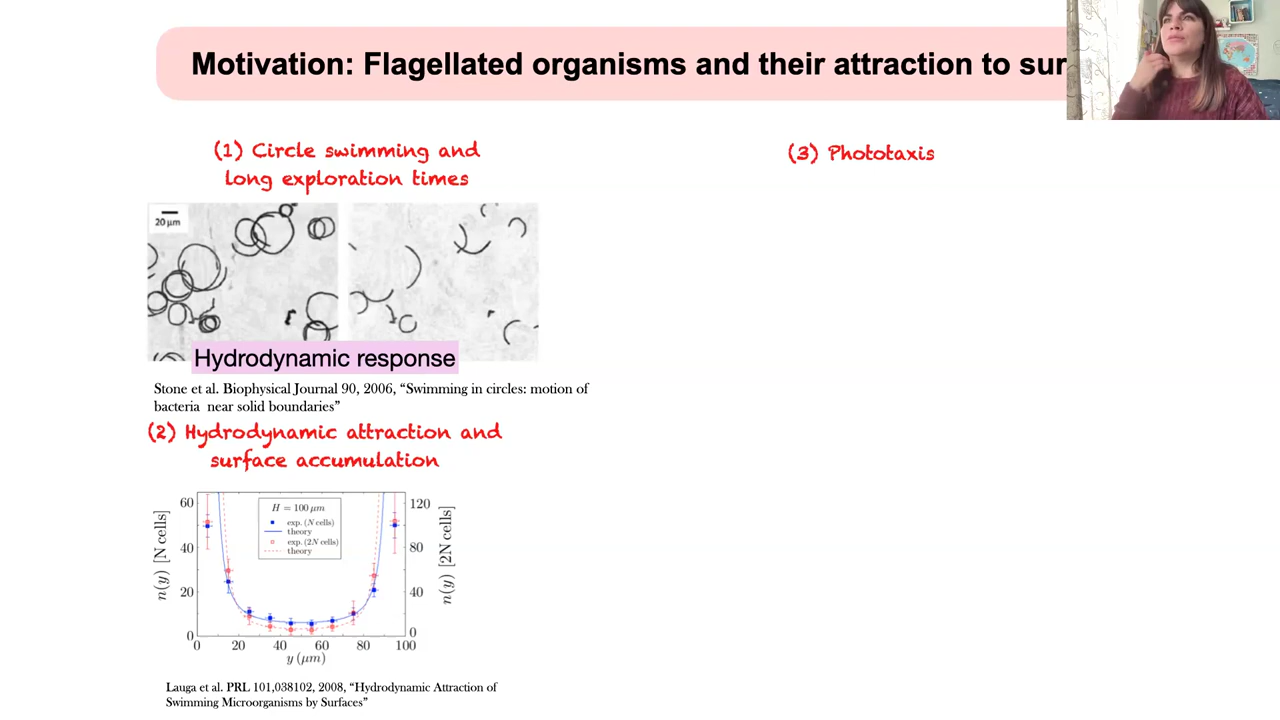 Motivation: Flagellated organisms and their attraction to sur
(1) Circle swimming and
long exploration times
20 μm
Hydrodynamic response
Stone et al. Biophysical Journal 90, 2006, “Swimming in circles: motion of
bacteria near solid boundaries”
(2) Hydrodynamic attraction and
surface accumulation
n(y) [N cells]
60
40
20
0
H = 100 μm
exp. (N cells)
theory
exp. (2N cells)
theory
120
80
40
0
n(y) [2N cells]
0 20 40 60 80 100
y (μm)
Lauga et al. PRL 101,038102, 2008, “Hydrodynamic Attraction of
Swimming Microorganisms by Surfaces”
(3) Phototaxis